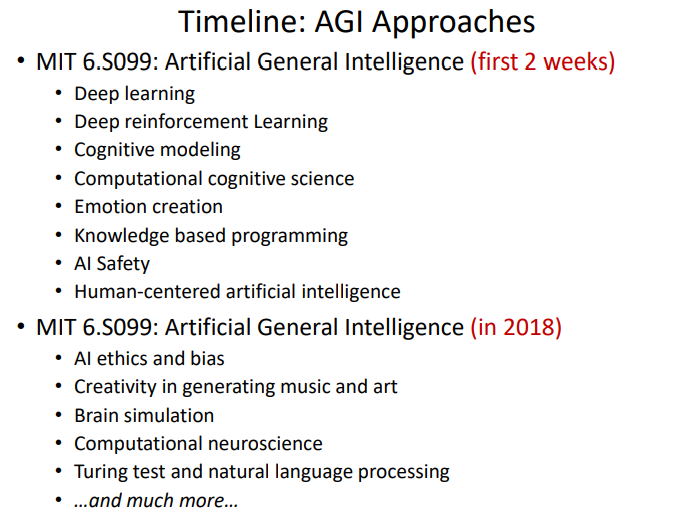 Timeline: AGI Approaches
• MIT 6.S099: Artificial General Intelligence (first 2 weeks)
• Deep learning
• Deep reinforcement Learning
• Cognitive modeling
• Computational cognitive science
• Emotion creation
• Knowledge based programming
• AI Safety
• Human-centered artificial intelligence
• MIT 6.S099: Artificial General Intelligence (in 2018)
• AI ethics and bias
• Creativity in generating music and art
• Brain simulation
• Computational neuroscience
• Turing test and natural language processing
• …and much more…